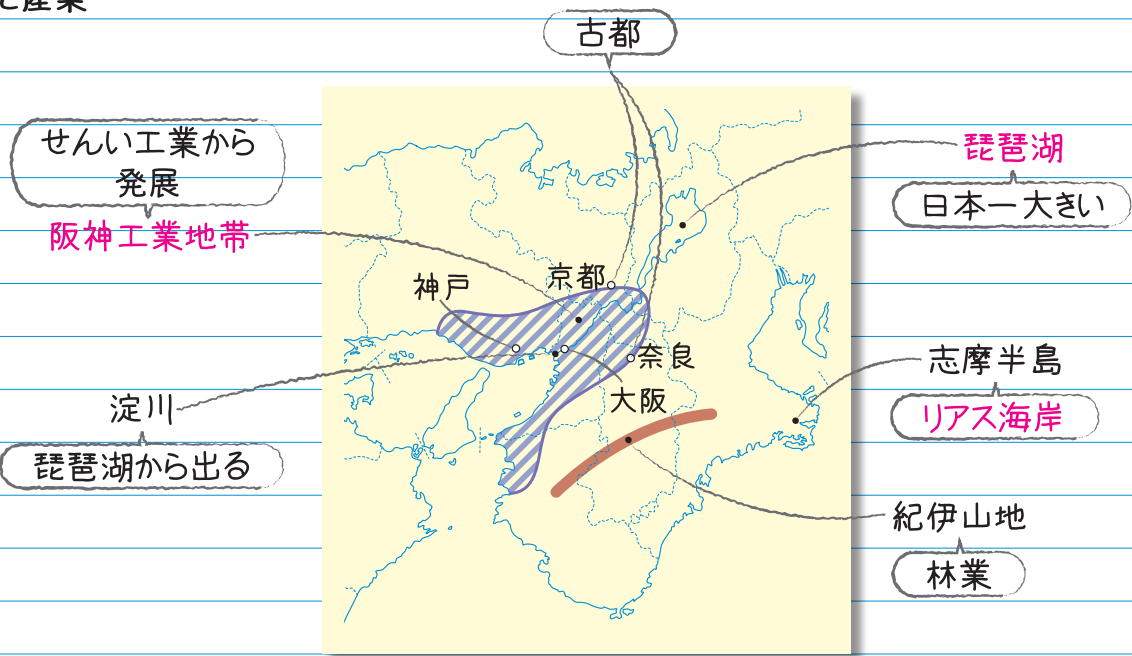 と産業
古都
せんい工業から
発展
阪神工業地帯
琵琶湖
日本一大きい
神戸
京都
奈良
大阪
志摩半島
リアス海岸
淀川
琵琶湖から出る
紀伊山地
林業